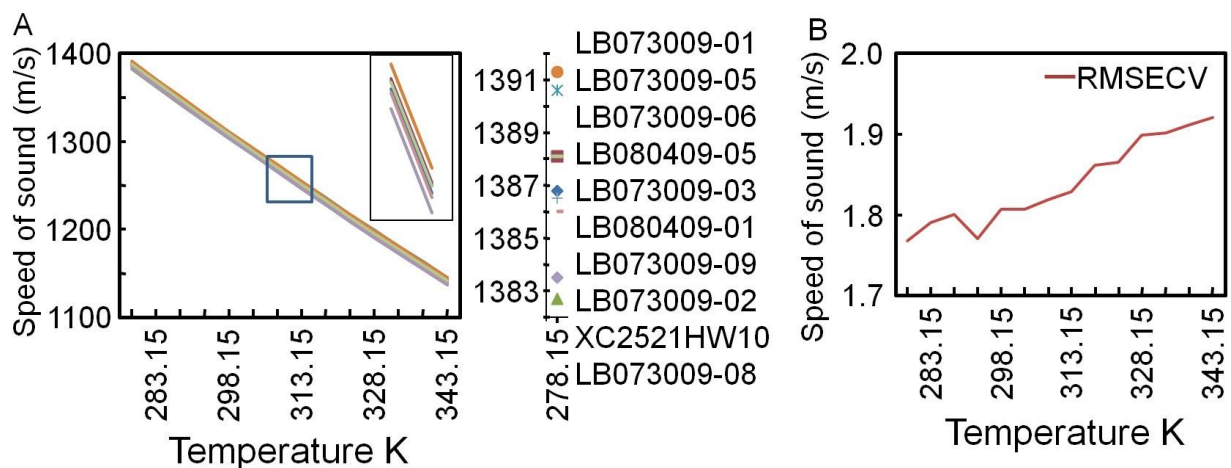 A
Speed of sound (m/s)
1400
1300
1200
1100
283.15
298.15
313.15
328.15
343.15
Temperature K
1391
1389
1387
1385
1383
278.15
LB073009-01
LB073009-05
LB073009-06
LB080409-05
LB073009-03
LB080409-01
LB073009-09
LB073009-02
XC2521HW10
LB073009-08
B
Speed of sound (m/s)
2.0
1.9
1.8
1.7
RMSECV
283.15
298.15
313.15
328.15
343.15
Temperature K